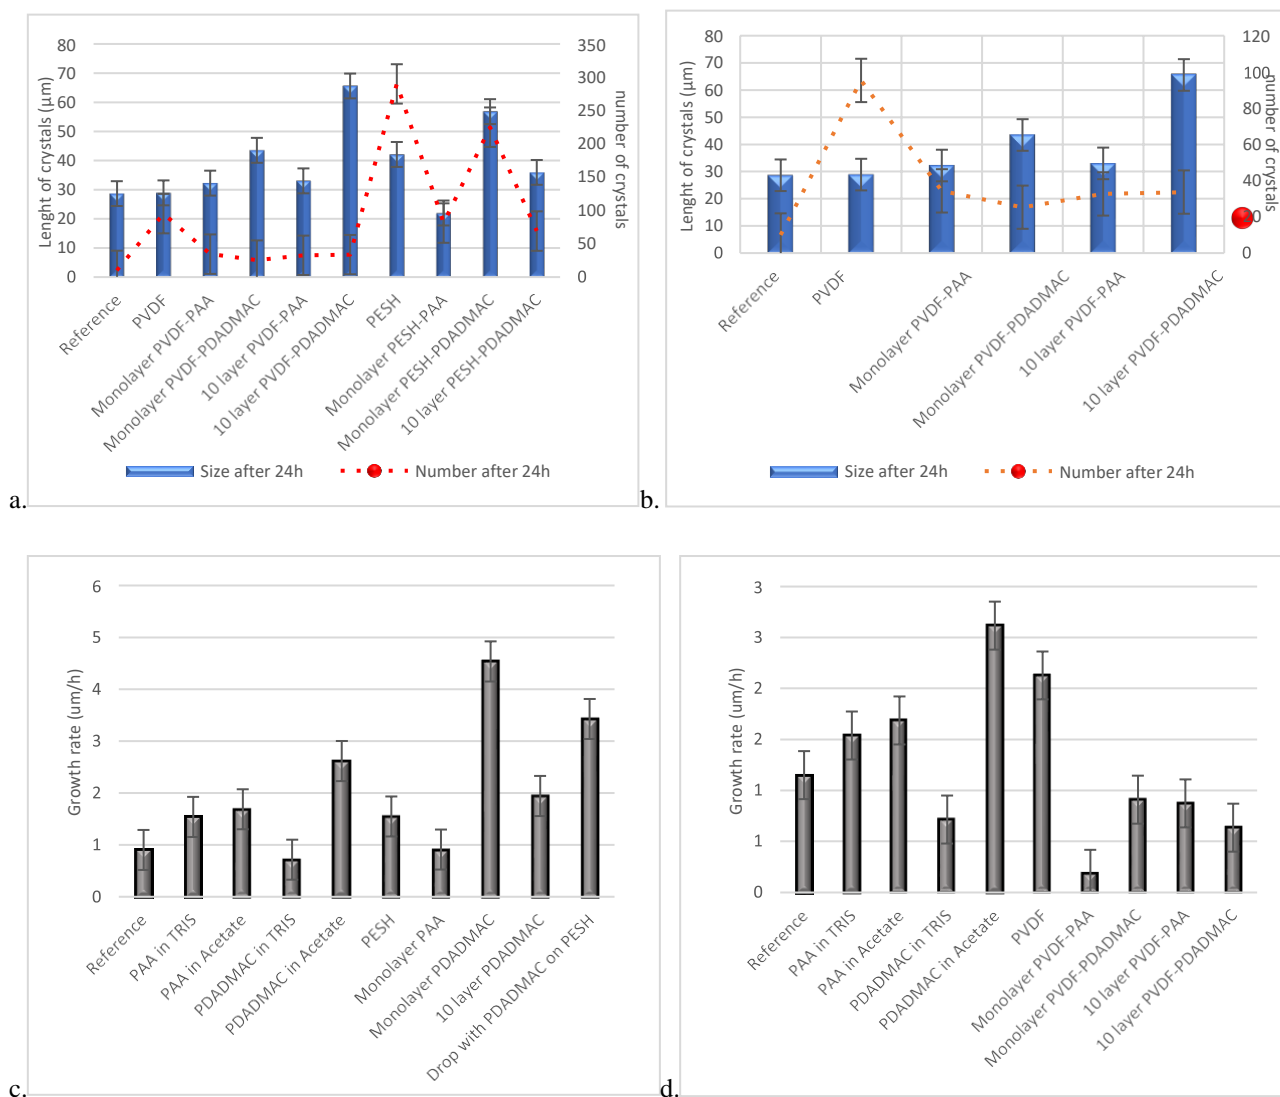 80
70
60
50
40
30
20
10
0
350
300
250
200
150
100
50
0
Lenght of crystals (µm)
number of crystals
Reference
PVDF
Monolayer PVDF-PAA
Monolayer PVDF-PDADMAC
10 layer PVDF-PAA
10 layer PVDF-PDADMAC
PESH
Monolayer PESH-PAA
Monolayer PESH-PDADMAC
10 layer PESH-PDADMAC
Size after 24h
Number after 24h
a.
80
70
60
50
40
30
20
10
0
120
100
80
60
40
20
0
Lenght of crystals (µm)
number of crystals
Reference
PVDF
Monolayer PVDF-PAA
Monolayer PVDF-PDADMAC
10 layer PVDF-PAA
10 layer PVDF-PDADMAC
Size after 24h
Number after 24h
b.
6
5
4
3
2
1
0
Growth rate (um/h)
Reference
PAA in TRIS
PAA in Acetate
PDADMAC in TRIS
PDADMAC in Acetate
PESH
Monolayer PAA
Monolayer PDADMAC
10 layer PDADMAC
Drop with PDADMAC on PESH
c.
3
3
2
2
1
1
0
Growth rate (um/h)
Reference
PAA in TRIS
PAA in Acetate
PDADMAC in TRIS
PDADMAC in Acetate
PVDF
Monolayer PVDF-PAA
Monolayer PVDF-PDADMAC
10 layer PVDF-PAA
10 layer PVDF-PDADMAC
d.